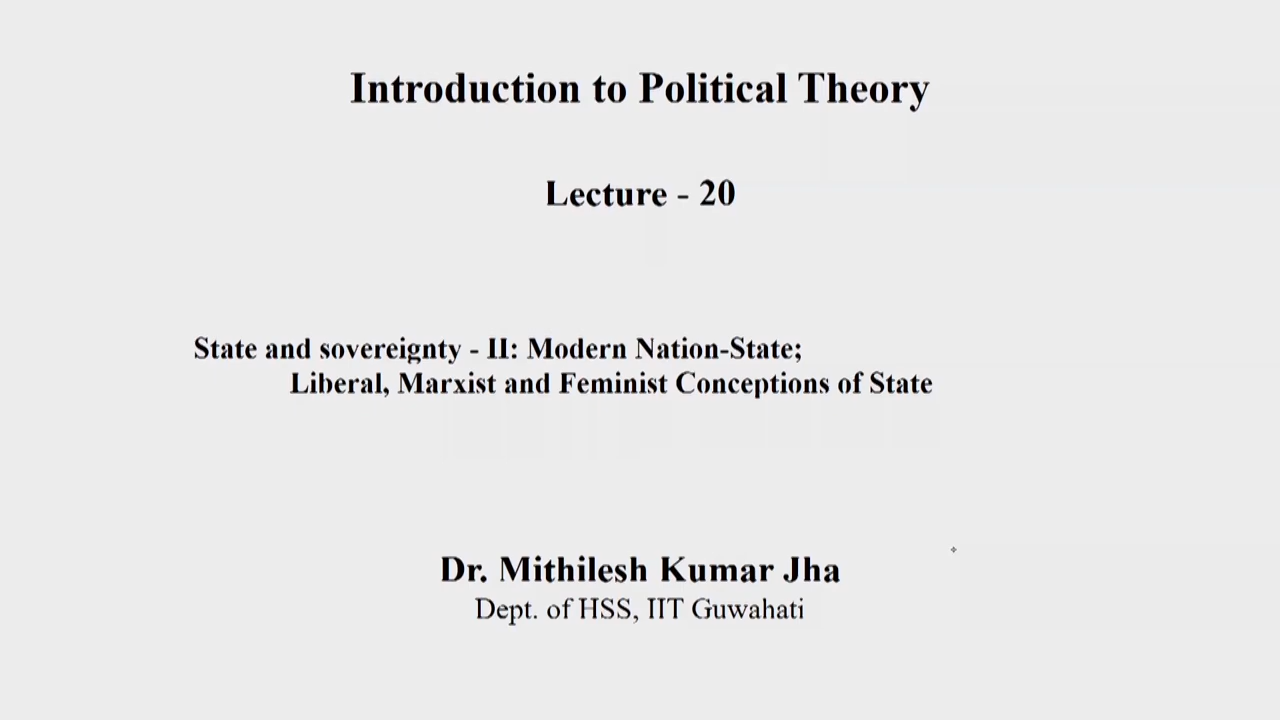 Introduction to Political Theory
Lecture - 20
State and sovereignty - II: Modern Nation-State;
Liberal, Marxist and Feminist Conceptions of State
Dr. Mithilesh Kumar Jha
Dept. of HSS, IIT Guwahati